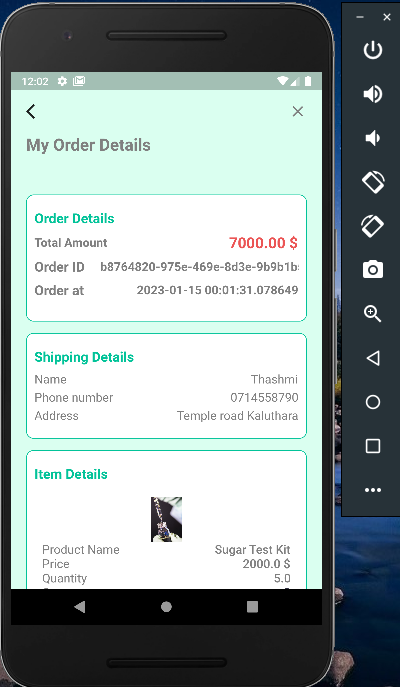 12:02
My Order Details
Order Details
Total Amount 7000.00 $
Order ID b8764820-975e-469e-8d3e-9b9b1b
Order at 2023-01-15 00:01:31.078649
Shipping Details
Name Thashmi
Phone number 0714558790
Address Temple road Kaluthara
Item Details
Product Name Sugar Test Kit
Price 2000.0 $
Quantity 5.0